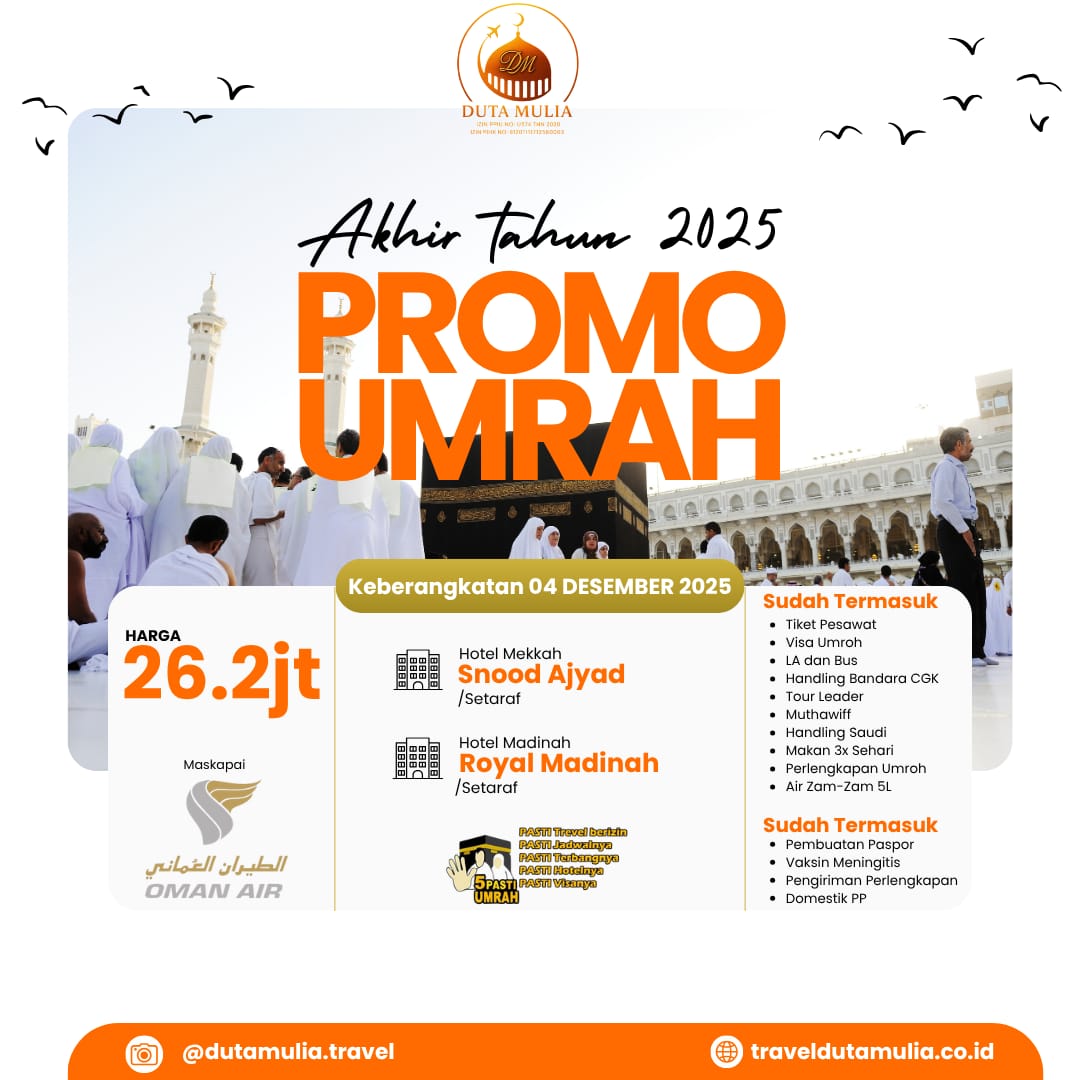 DM
DUTA MULIA
Akhir Tahun 2025
PROMO
UMRAH
Keberangkatan 04 DESEMBER 2025
HARGA
26.2jt
Maskapai
الطيران العُماني
OMAN AIR
Hotel Mekkah
Snood Ajyad
/Setaraf
Hotel Madinah
Royal Madinah
/Setaraf
5 PASTI
UMRAH
PASTI Trevel berizin
PASTI Jadwalnya
PASTI Terbangnya
PASTI Hotelnya
PASTI Visanya
Sudah Termasuk
Tiket Pesawat
Visa Umroh
LA dan Bus
Handling Bandara CGK
Tour Leader
Muthawiff
Handling Saudi
Makan 3x Sehari
Perlengkapan Umroh
Air Zam-Zam 5L
Sudah Termasuk
Pembuatan Paspor
Vaksin Meningitis
Pengiriman Perlengkapan
Domestik PP
@dutamulia.travel
traveldutamulia.co.id